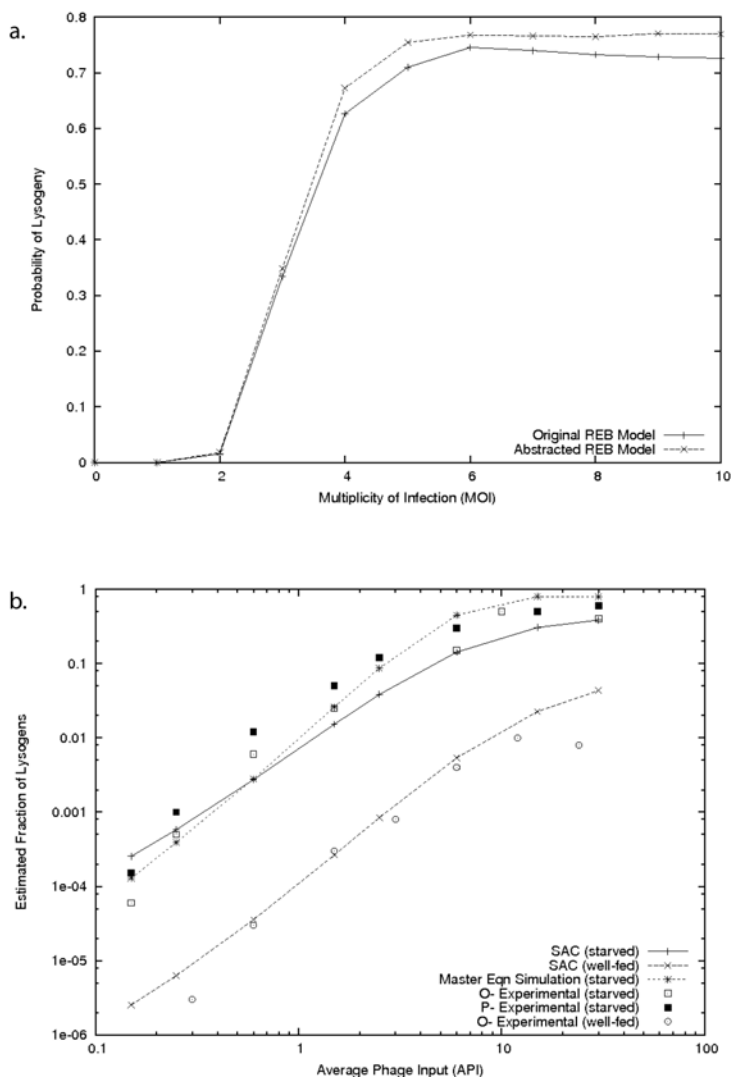 a.
0.8
0.7
0.6
0.5
0.4
0.3
0.2
0.1
0
Probability of Lysogeny
0 2 4 6 8 10
Multiplicity of Infection (MOI)
Original REB Model
Abstracted REB Model
b.
1
0.1
0.01
0.001
1e-04
1e-05
1e-06
Estimated Fraction of Lysogens
0.1 1 10 100
Average Phage Input (API)
SAC (starved)
SAC (well-fed)
Master Eqn Simulation (starved)
O- Experimental (starved)
P- Experimental (starved)
O- Experimental (well-fed)